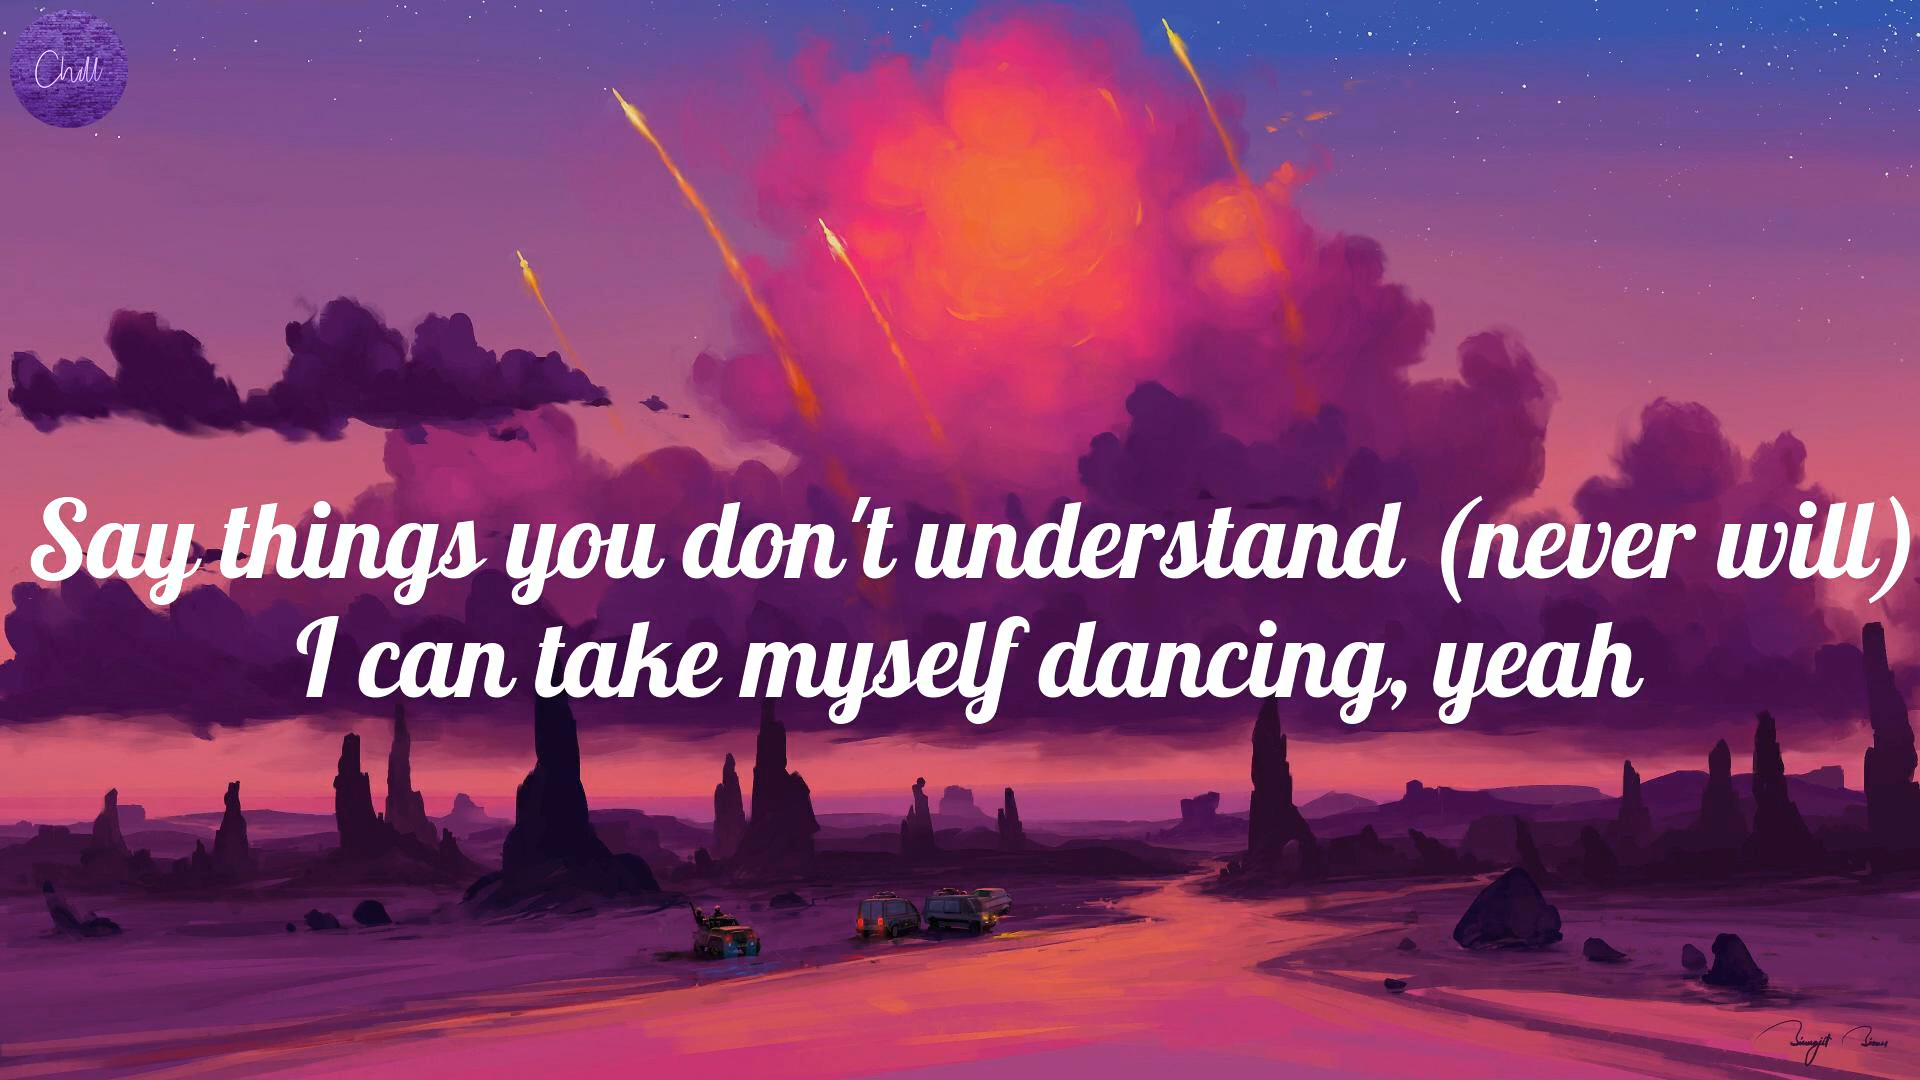 Chill
Say things you don't understand (never will)
I can take myself dancing, yeah